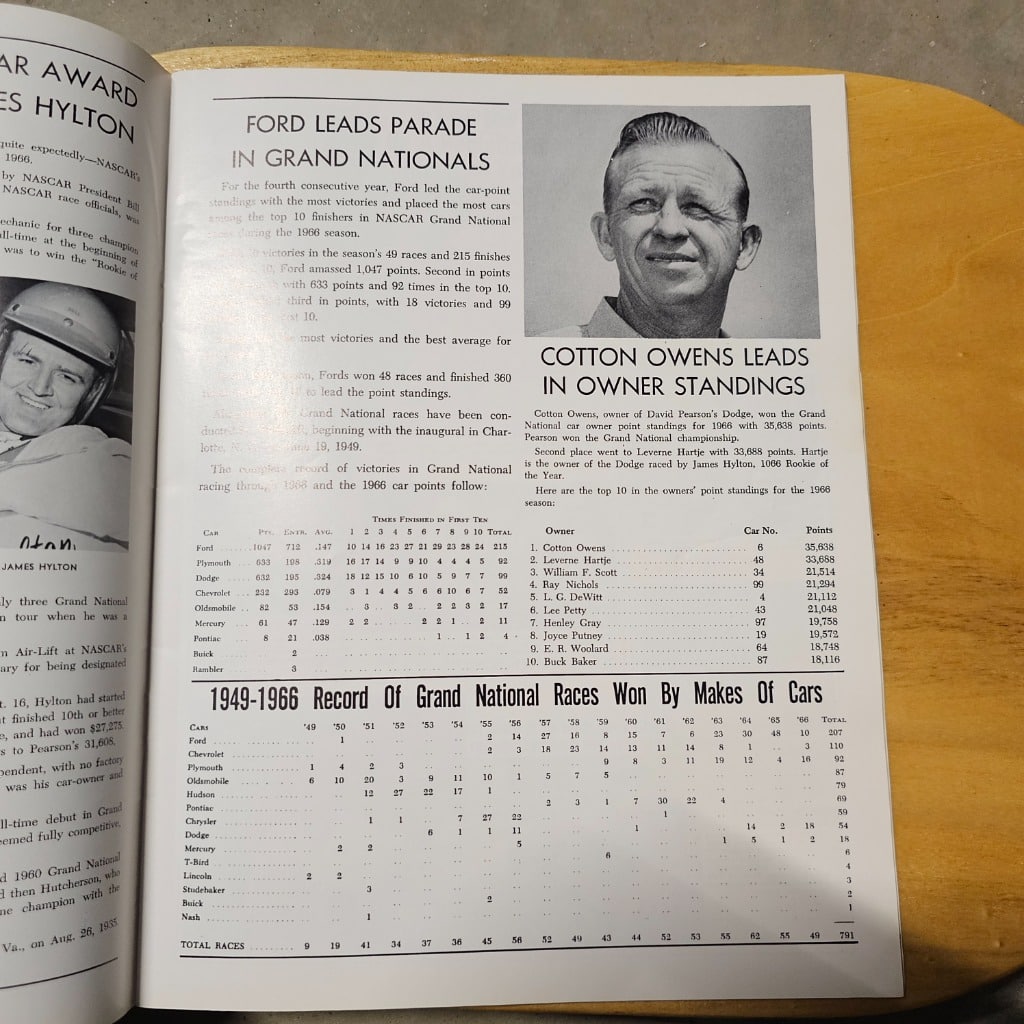 AR AWARD
ES HYLTON
quite expectedly—NASCAR's
1966.
by NASCAR President Bill
NASCAR race officials, was
echanic for three champion
ll-time at the beginning of
was to win the "Rookie of
JAMES HYLTON
ly three Grand National
n tour when he was a
n Air-Lift at NASCAR's
ary for being designated
t. 16, Hylton had started
t finished 10th or better
e, and had won $27,275.
s to Pearson's 31,608.
pendent, with no factory
was his car-owner and
ll-time debut in Grand
emed fully competitive.
d 1960 Grand National
d then Hutcherson, who
ne champion with the
Va., on Aug. 26, 1935.
FORD LEADS PARADE
IN GRAND NATIONALS
For the fourth consecutive year, Ford led the car-point
standings with the most victories and placed the most cars
among the top 10 finishers in NASCAR Grand National
races during the 1966 season.
victories in the season's 49 races and 215 finishes
10, Ford amassed 1,047 points. Second in points
with 633 points and 92 times in the top 10.
third in points, with 18 victories and 99
10.
most victories and the best average for
Fords won 48 races and finished 360
to lead the point standings.
Grand National races have been con-
beginning with the inaugural in Char-
lotte, N. 19, 1949.
The complete record of victories in Grand National
racing through 1966 and the 1966 car points follow:
TIMES FINISHED IN FIRST TEN
CAR PTS. ENTR. AVG. 1 2 3 4 5 6 7 8 9 10 TOTAL
Ford ..... 1047 712 .147 10 14 16 23 27 21 29 23 28 24 215
Plymouth .... 633 198 .319 16 17 14 9 9 10 4 4 4 5 92
Dodge ..... 632 195 .324 18 12 15 10 6 10 5 9 7 7 99
Chevrolet ... 232 293 .079 3 1 4 4 5 6 6 10 6 7 52
Oldsmobile .. 82 53 .154 .. 3 .. 3 2 .. 2 2 3 2 17
Mercury .... 61 47 .129 2 2 .. .. .. 2 2 1 .. 2 11
Pontiac .... 8 21 .038 .. .. .. .. .. .. 1 .. 1 2 4
Buick ..... 2
Rambler .... 3
COTTON OWENS LEADS
IN OWNER STANDINGS
Cotton Owens, owner of David Pearson's Dodge, won the Grand
National car owner point standings for 1966 with 35,638 points.
Pearson won the Grand National championship.
Second place went to Leverne Hartje with 33,688 points. Hartje
is the owner of the Dodge raced by James Hylton, 1066 Rookie of
the Year.
Here are the top 10 in the owners' point standings for the 1966
season:
Owner Car No. Points
1. Cotton Owens .......... 6 35,638
2. Leverne Hartje .......... 48 33,688
3. William F. Scott .......... 34 21,514
4. Ray Nichols .......... 99 21,294
5. L. G. DeWitt .......... 4 21,112
6. Lee Petty .......... 43 21,048
7. Henley Gray .......... 97 19,758
8. Joyce Putney .......... 19 19,572
9. E. R. Woolard .......... 64 18,748
10. Buck Baker .......... 87 18,116
1949-1966 Record Of Grand National Races Won By Makes Of Cars
CARS '49 '50 '51 '52 '53 '54 '55 '56 '57 '58 '59 '60 '61 '62 '63 '64 '65 '66 TOTAL
Ford .......... 1 .. .. .. .. 2 14 27 16 8 15 7 6 23 30 48 10 207
Chevrolet .......... 2 3 18 23 14 13 11 14 8 1 .. 3 110
Plymouth .......... 1 4 2 3 .. .. .. .. .. .. 9 8 3 11 19 12 4 16 92
Oldsmobile .......... 6 10 20 3 9 11 10 1 5 7 5 87
Hudson .......... 12 27 22 17 1 79
Pontiac .......... 2 3 1 7 30 22 4 69
Chrysler .......... 1 1 .. 7 27 22 .. .. .. .. 1 59
Dodge .......... 6 1 1 11 .. .. .. 1 .. .. .. 14 2 18 54
Mercury .......... 2 2 .. .. .. .. 5 .. .. .. .. .. .. 1 5 1 2 18
T-Bird .......... 6 6
Lincoln .......... 2 2 4
Studebaker .......... 3 3
Buick .......... 2 2
Nash .......... 1 1
TOTAL RACES .......... 9 19 41 34 37 36 45 56 52 49 43 44 52 53 55 62 55 49 791